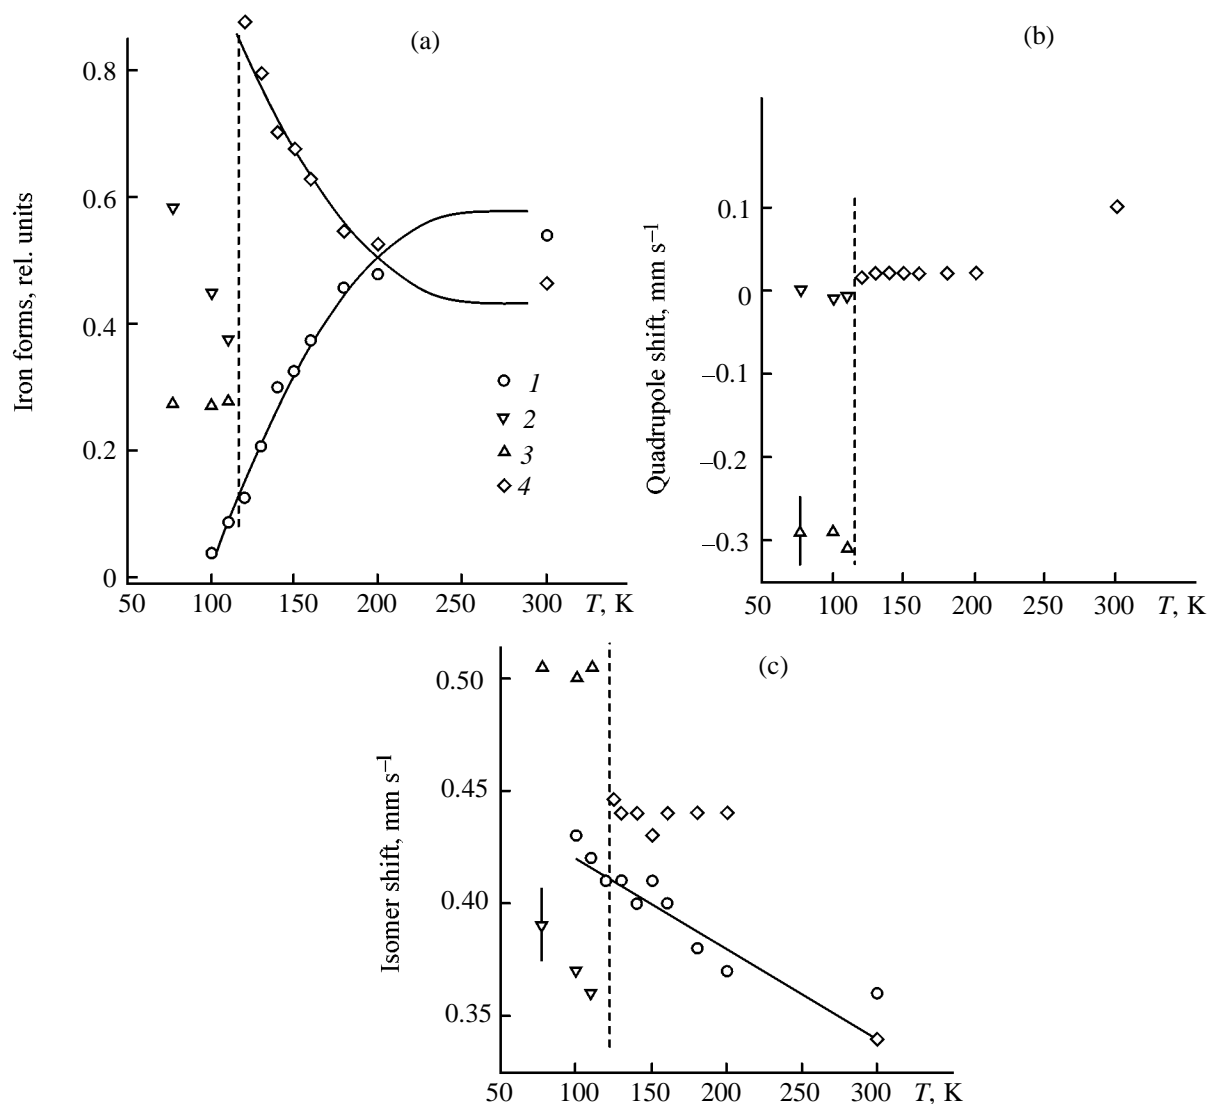 (a)
0.8
0.6
0.4
0.2
0
Iron forms, rel. units
1
2
3
4
50 100 150 200 250 300 T, K
(b)
0.1
0
–0.1
–0.2
–0.3
Quadrupole shift, mm s–1
50 100 150 200 250 300 T, K
(c)
0.50
0.45
0.40
0.35
Isomer shift, mm s–1
50 100 150 200 250 300 T, K